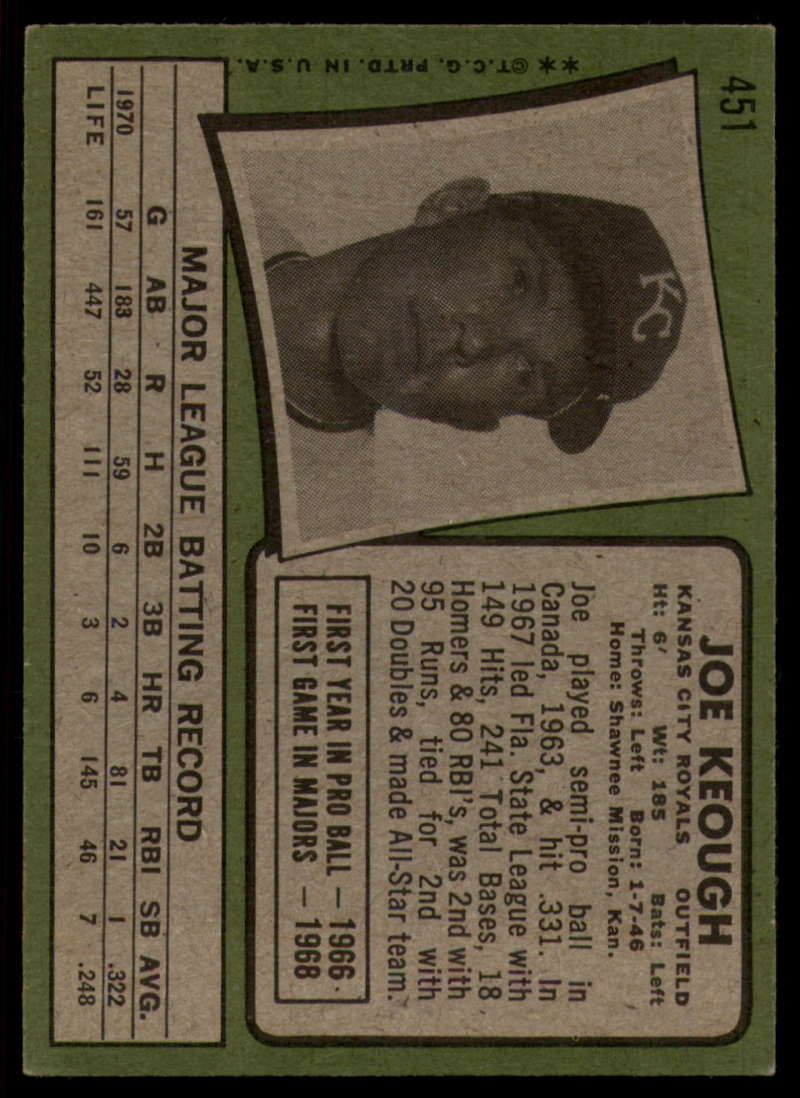 451
**©T.C.G. PRTD. IN U.S.A.
KC
JOE KEOUGH
KANSAS CITY ROYALS OUTFIELD
Ht: 6' Wt: 185 Bats: Left
Throws: Left Born: 1-7-46
Home: Shawnee Mission, Kan.
Joe played semi-pro ball in
Canada, 1963, & hit .331. In
1967 led Fla. State League with
149 Hits, 241 Total Bases, 18
Homers & 80 RBI's, was 2nd with
95 Runs, tied for 2nd with
20 Doubles & made All-Star team.
FIRST YEAR IN PRO BALL — 1966
FIRST GAME IN MAJORS — 1968
MAJOR LEAGUE BATTING RECORD
G AB R H 2B 3B HR TB RBI SB AVG.
1970 57 183 28 59 6 2 4 81 21 1 .322
LIFE 161 447 52 111 10 3 6 145 46 7 .248